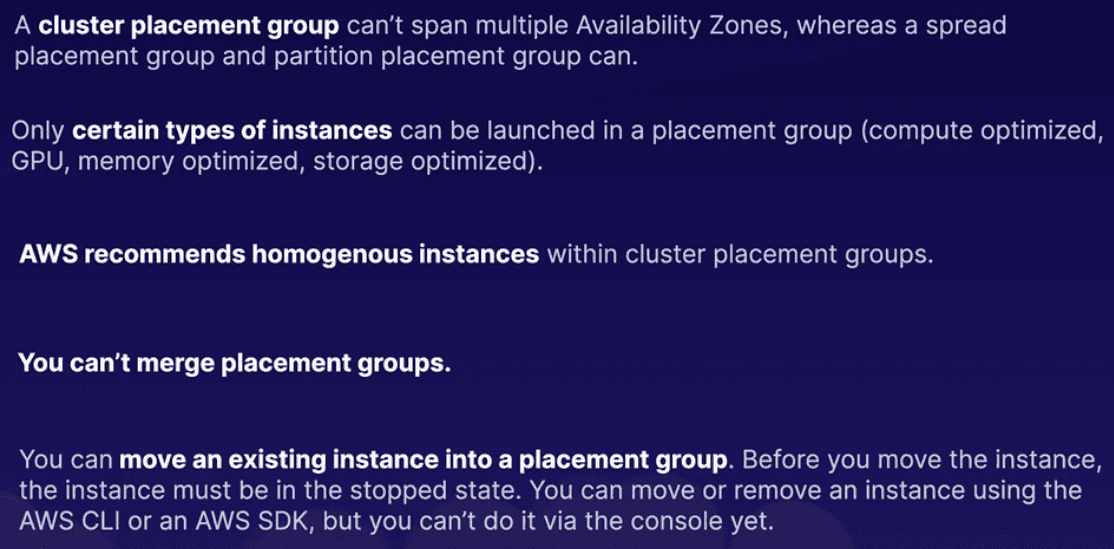 A cluster placement group can’t span multiple Availability Zones, whereas a spread
placement group and partition placement group can.
Only certain types of instances can be launched in a placement group (compute optimized,
GPU, memory optimized, storage optimized).
AWS recommends homogenous instances within cluster placement groups.
You can’t merge placement groups.
You can move an existing instance into a placement group. Before you move the instance,
the instance must be in the stopped state. You can move or remove an instance using the
AWS CLI or an AWS SDK, but you can’t do it via the console yet.